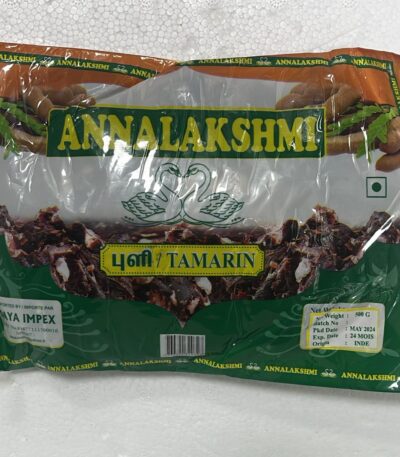 ANNALAKSHMI ANNALAKSHMI ANNALAKSHMI
ANNALAKSHMI
புளி / TAMARIN
IMPEX
Net Weight : 500 G
Batch No :
Pkd Date : MAY 2024
Exp. Date : 24 MOIS
Origin : INDE
ANNALAKSHMI ANNALAKSHMI